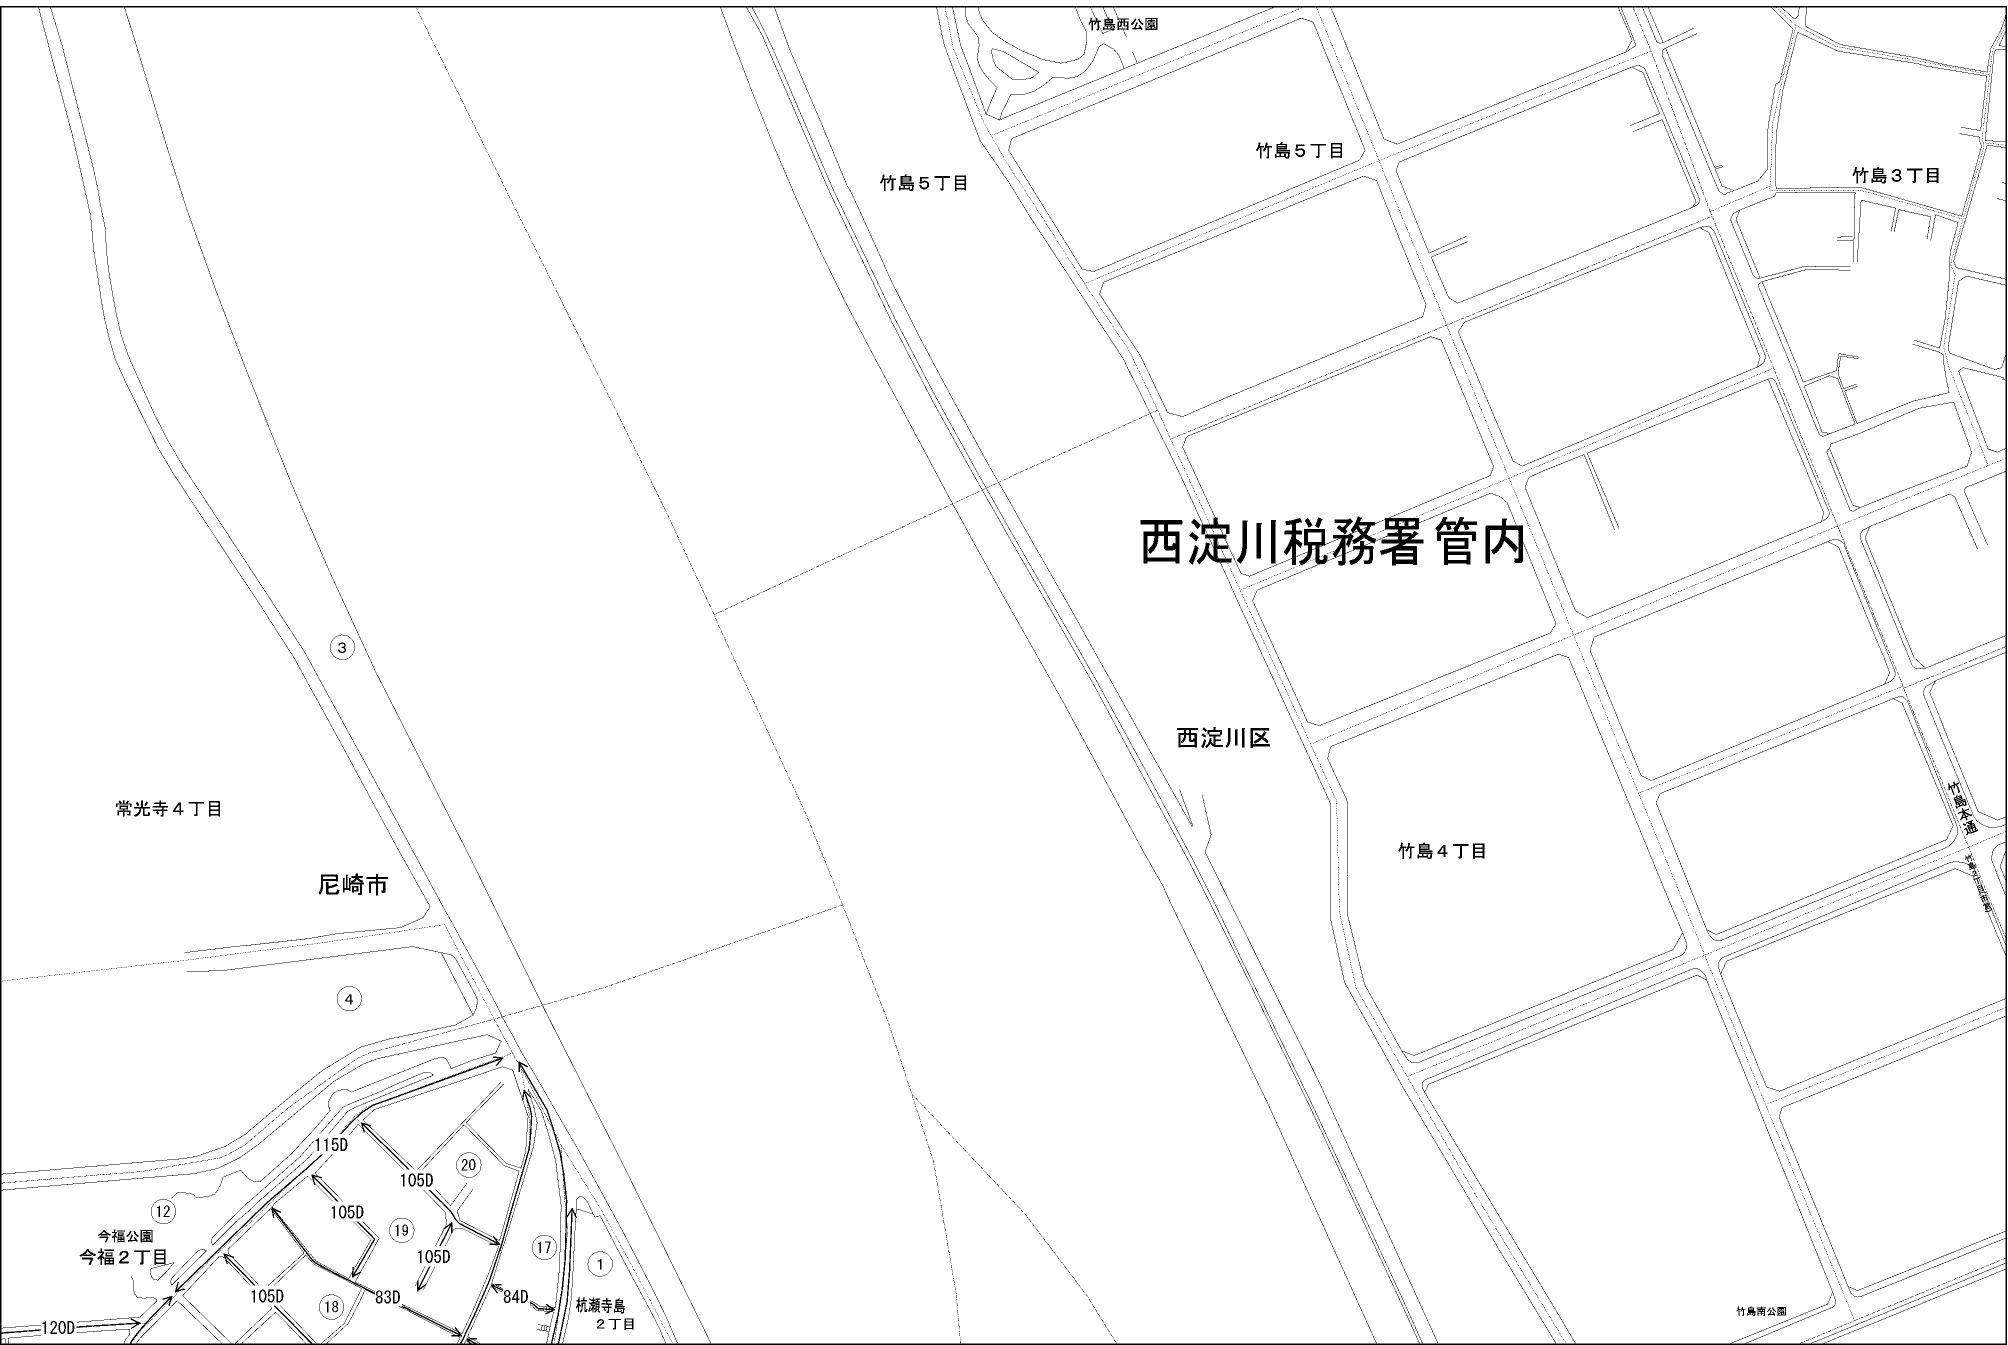 竹島西公園
竹島５丁目
竹島５丁目
竹島３丁目
西淀川税務署管内
③
西淀川区
常光寺４丁目
竹島本通
竹島４丁目
尼崎市
④
115D
⑳
105D
⑫
105D
⑲
今福公園
今福２丁目
105D
⑰
①
105D
⑱
83D
84D
杭瀬寺島
２丁目
竹島南公園
120D